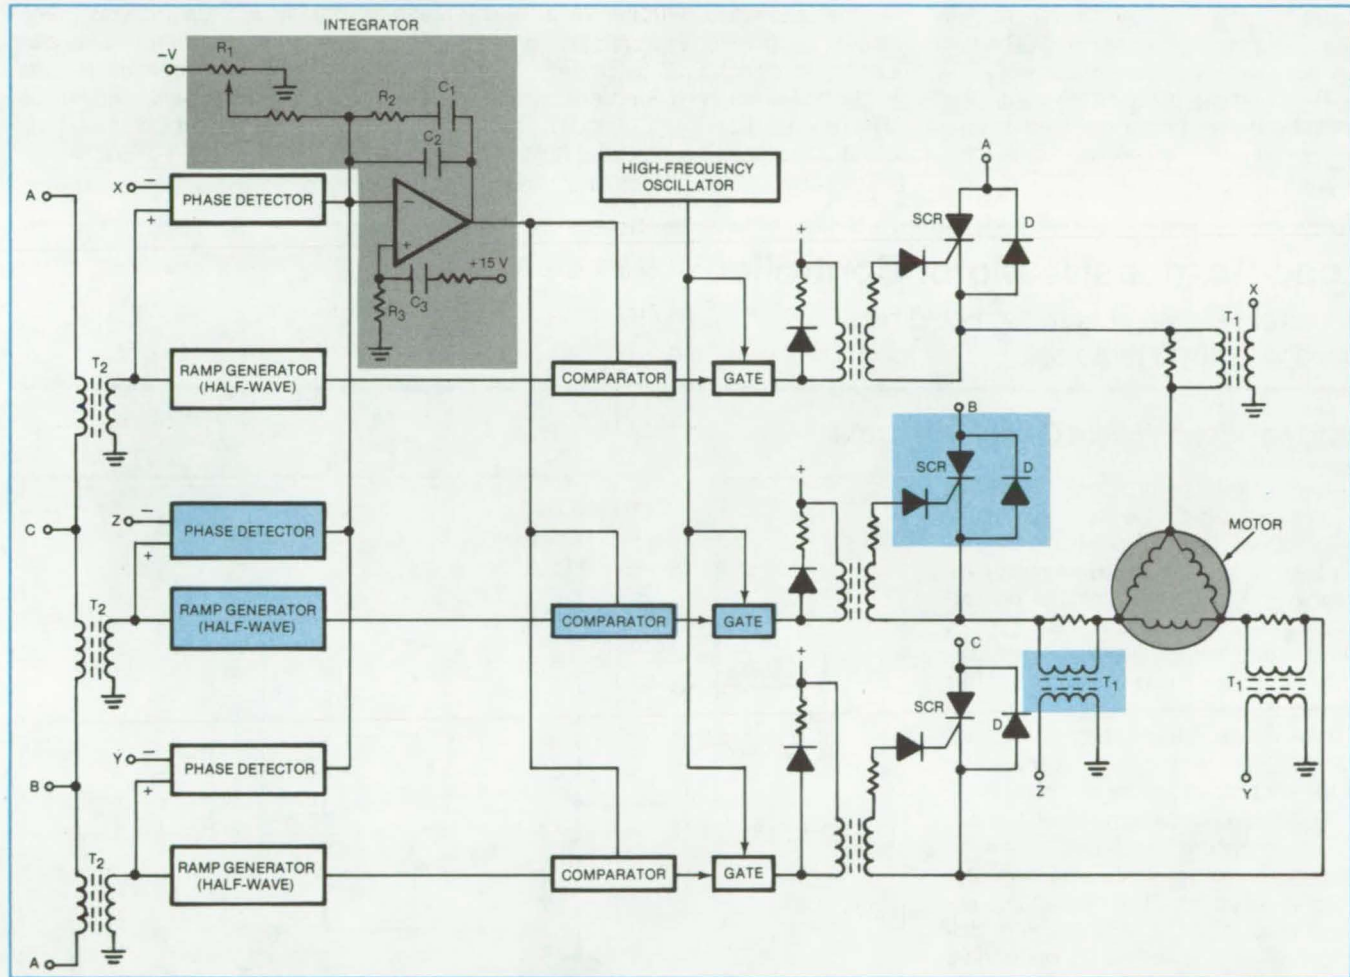 INTEGRATOR
R1
–V
R2
C1
C2
A
X
–
PHASE DETECTOR
+
–
+
C3
+15 V
R3
HIGH-FREQUENCY
OSCILLATOR
A
SCR
D
+
X
T1
T2
RAMP GENERATOR
(HALF-WAVE)
COMPARATOR
GATE
B
SCR
D
+
C
Z
–
PHASE DETECTOR
+
MOTOR
T2
RAMP GENERATOR
(HALF-WAVE)
COMPARATOR
GATE
C
+
SCR
D
T1
T1
Z
Y
Y
–
PHASE DETECTOR
+
B
T2
RAMP GENERATOR
(HALF-WAVE)
COMPARATOR
GATE
A